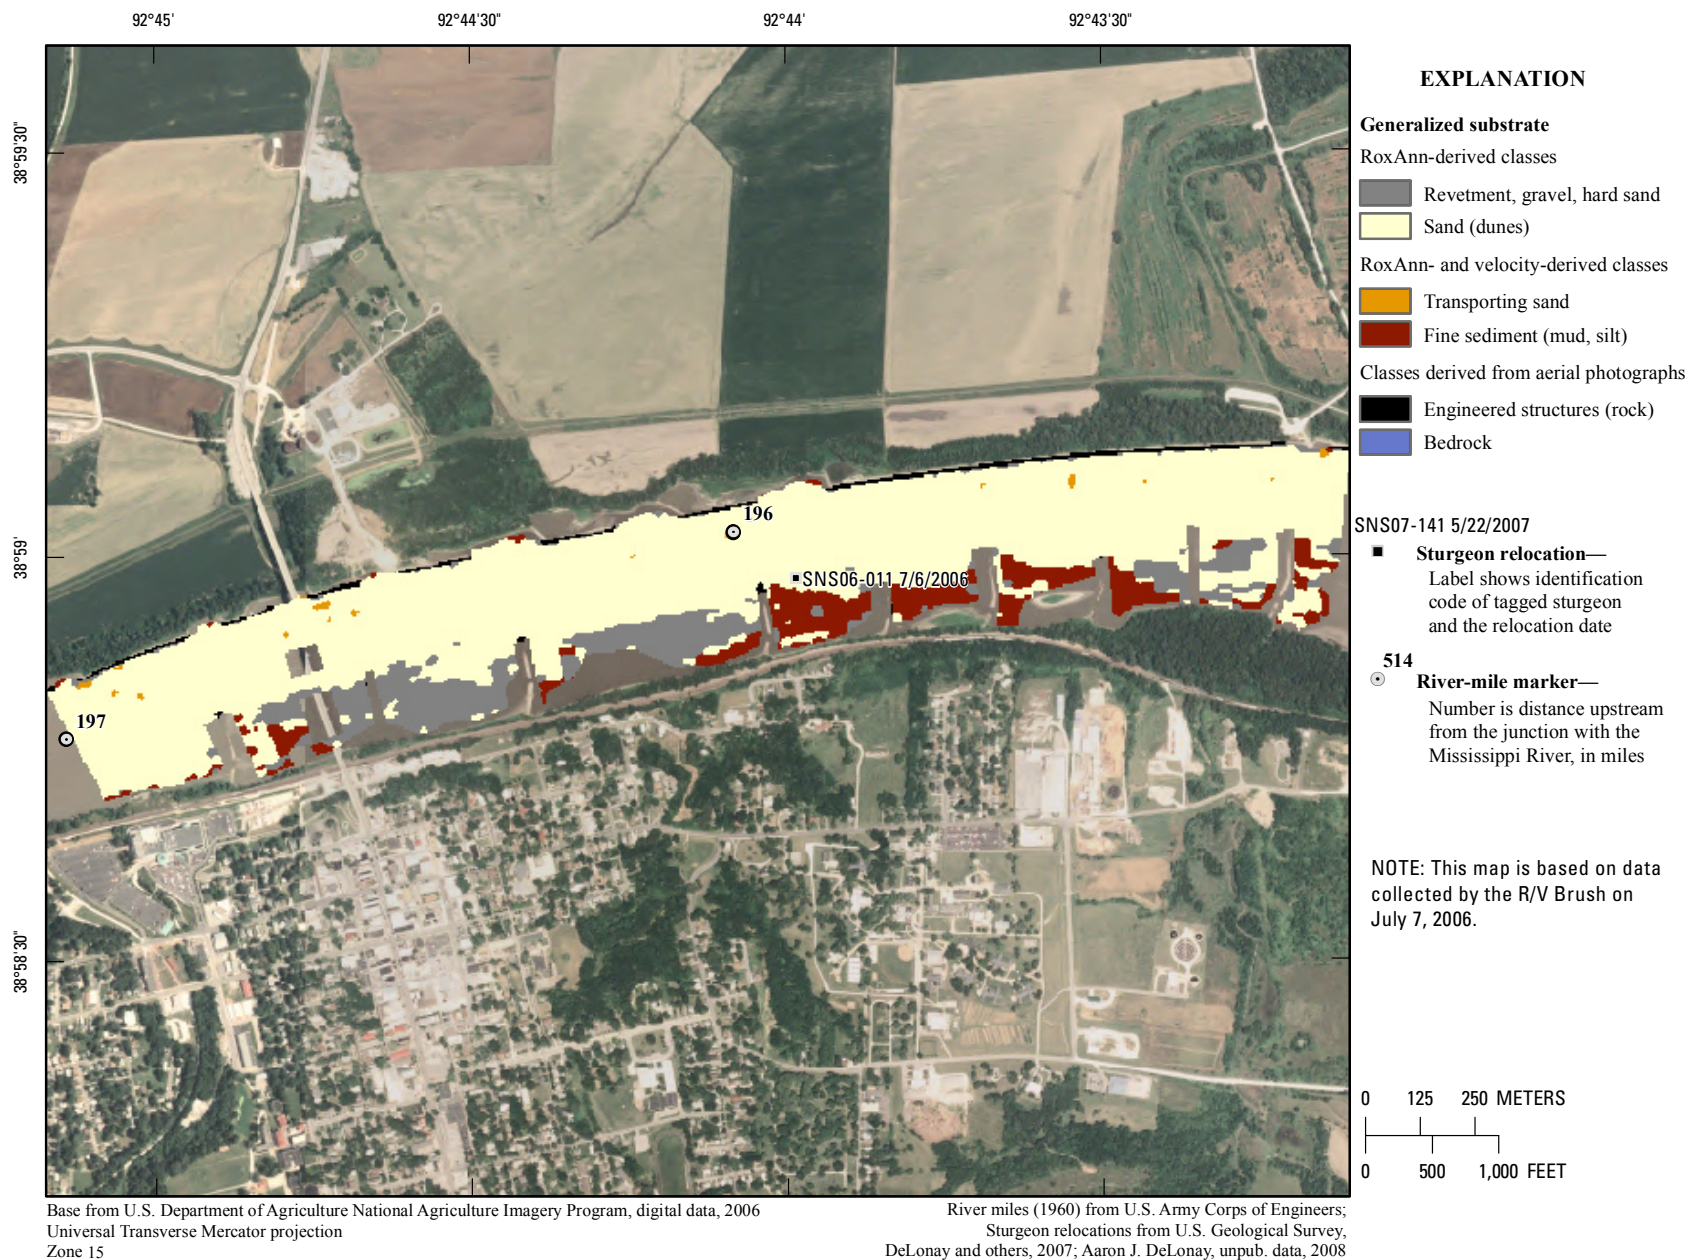 92°45'
92°44'30"
92°44'
92°43'30"
38°59'30"
38°59'
38°58'30"
196
SNS06-011 7/6/2006
197
EXPLANATION
Generalized substrate
RoxAnn-derived classes
Revetment, gravel, hard sand
Sand (dunes)
RoxAnn- and velocity-derived classes
Transporting sand
Fine sediment (mud, silt)
Classes derived from aerial photographs
Engineered structures (rock)
Bedrock
SNS07-141 5/22/2007
Sturgeon relocation—
Label shows identification
code of tagged sturgeon
and the relocation date
514
River-mile marker—
Number is distance upstream
from the junction with the
Mississippi River, in miles
NOTE: This map is based on data
collected by the R/V Brush on
July 7, 2006.
0 125 250 METERS
0 500 1,000 FEET
Base from U.S. Department of Agriculture National Agriculture Imagery Program, digital data, 2006
Universal Transverse Mercator projection
Zone 15
River miles (1960) from U.S. Army Corps of Engineers;
Sturgeon relocations from U.S. Geological Survey,
DeLonay and others, 2007; Aaron J. DeLonay, unpub. data, 2008